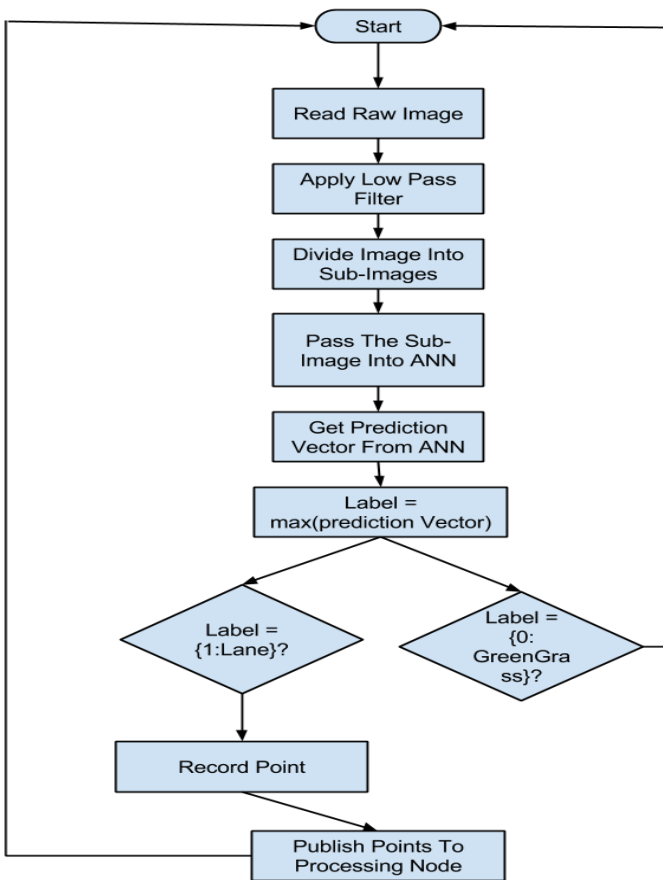 Start
Read Raw Image
Apply Low Pass
Filter
Divide Image Into
Sub-Images
Pass The Sub-
Image Into ANN
Get Prediction
Vector From ANN
Label =
max(prediction Vector)
Label =
{1:Lane}?
Label =
{0:
GreenGra
ss}?
Record Point
Publish Points To
Processing Node